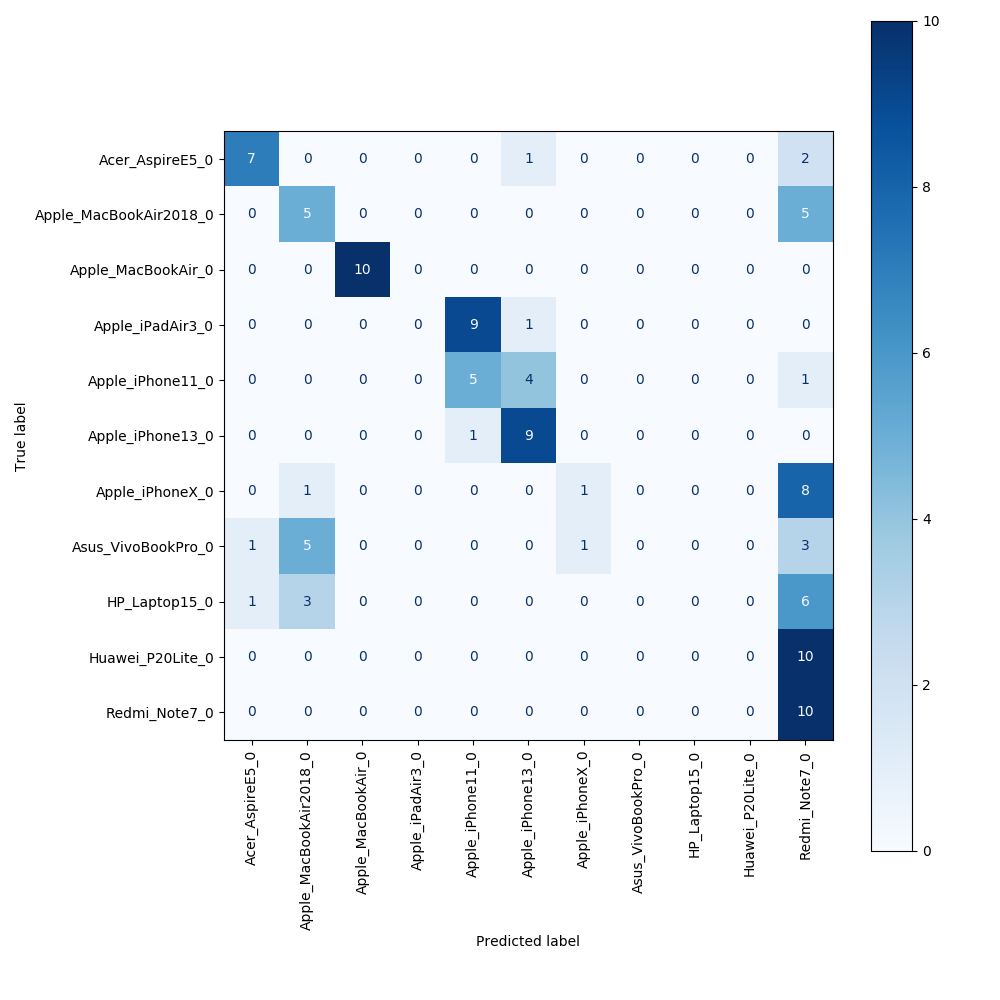 10
Acer_AspireE5_0 7 0 0 0 0 1 0 0 0 0 2
8
Apple_MacBookAir2018_0 0 5 0 0 0 0 0 0 0 0 5
Apple_MacBookAir_0 0 0 10 0 0 0 0 0 0 0 0
Apple_iPadAir3_0 0 0 0 0 9 1 0 0 0 0 0
6
Apple_iPhone11_0 0 0 0 0 5 4 0 0 0 0 1
True label
Apple_iPhone13_0 0 0 0 0 1 9 0 0 0 0 0
Apple_iPhoneX_0 0 1 0 0 0 0 1 0 0 0 8
4
Asus_VivoBookPro_0 1 5 0 0 0 0 1 0 0 0 3
HP_Laptop15_0 1 3 0 0 0 0 0 0 0 0 6
Huawei_P20Lite_0 0 0 0 0 0 0 0 0 0 0 10
2
Redmi_Note7_0 0 0 0 0 0 0 0 0 0 0 10
0
Acer_AspireE5_0
Apple_MacBookAir2018_0
Apple_MacBookAir_0
Apple_iPadAir3_0
Apple_iPhone11_0
Apple_iPhone13_0
Apple_iPhoneX_0
Asus_VivoBookPro_0
HP_Laptop15_0
Huawei_P20Lite_0
Redmi_Note7_0
Predicted label